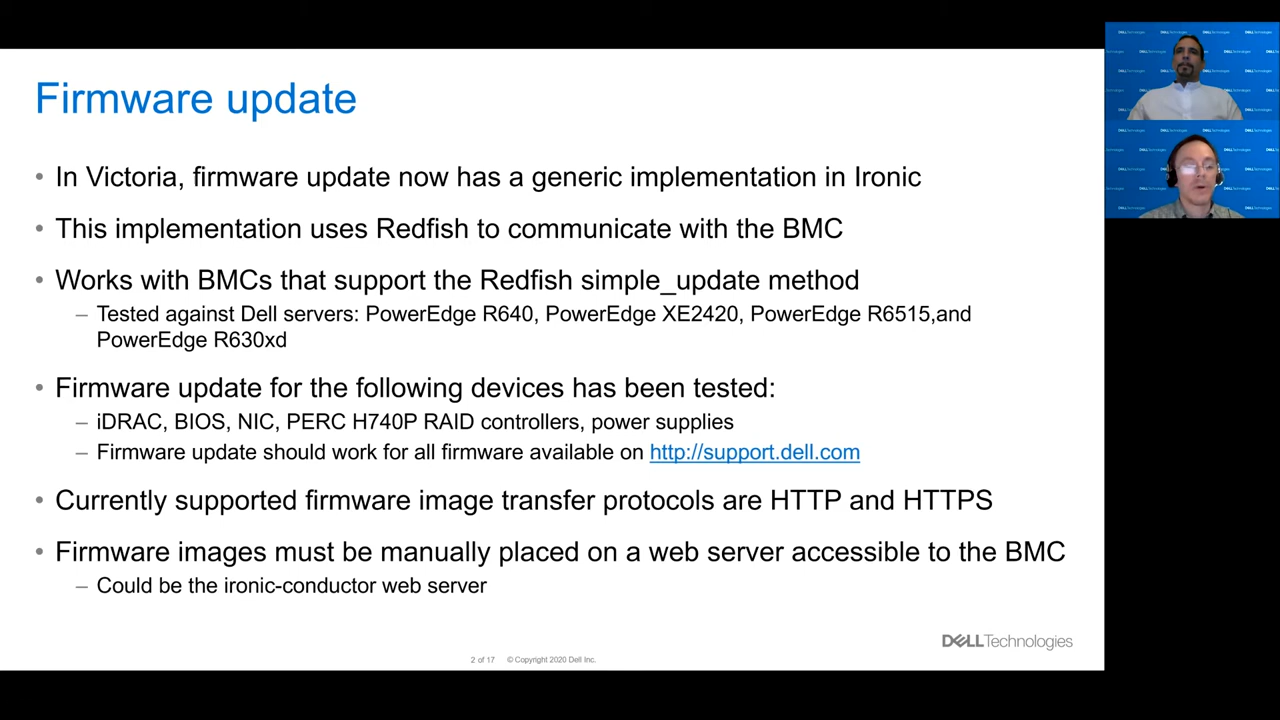 Firmware update
• In Victoria, firmware update now has a generic implementation in Ironic
• This implementation uses Redfish to communicate with the BMC
• Works with BMCs that support the Redfish simple_update method
– Tested against Dell servers: PowerEdge R640, PowerEdge XE2420, PowerEdge R6515,and
PowerEdge R630xd
• Firmware update for the following devices has been tested:
– iDRAC, BIOS, NIC, PERC H740P RAID controllers, power supplies
– Firmware update should work for all firmware available on http://support.dell.com
• Currently supported firmware image transfer protocols are HTTP and HTTPS
• Firmware images must be manually placed on a web server accessible to the BMC
– Could be the ironic-conductor web server
DELL Technologies
2 of 17 © Copyright 2020 Dell Inc.